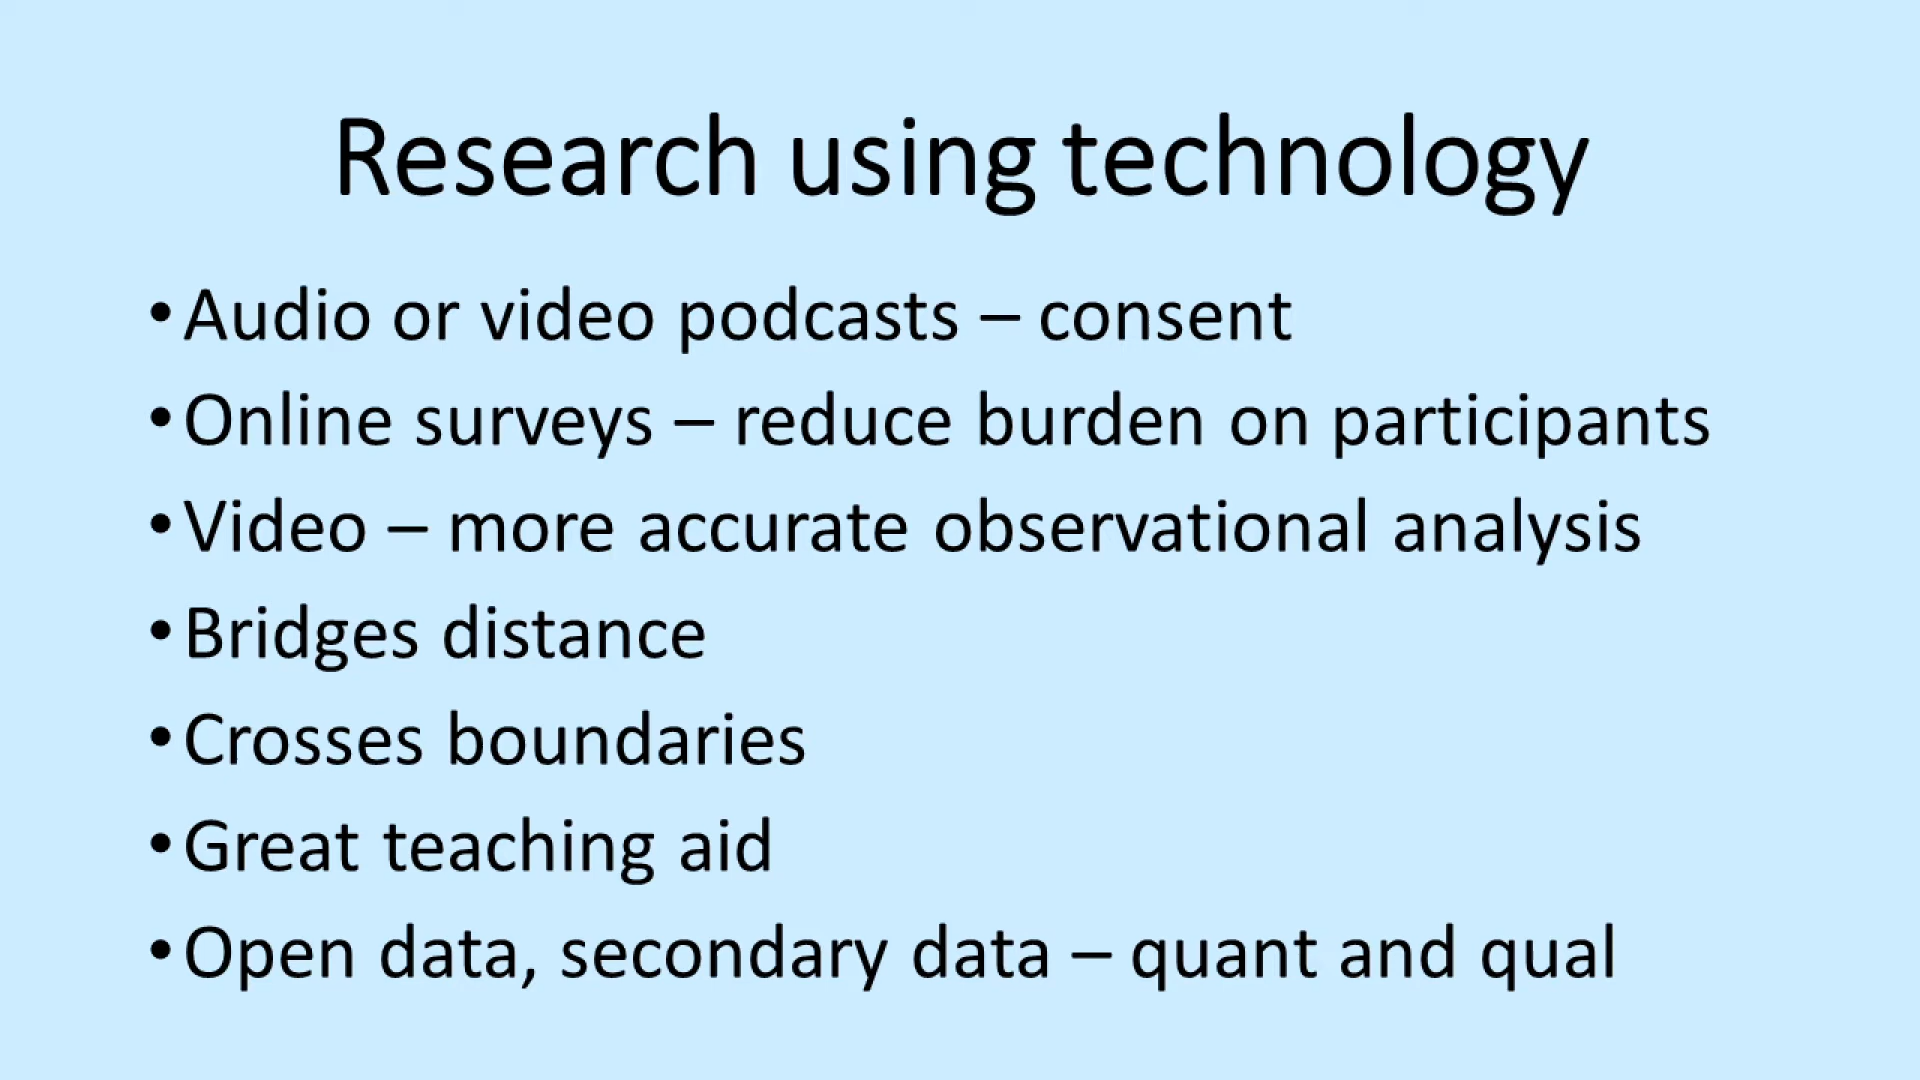 Research using technology
• Audio or video podcasts – consent
• Online surveys – reduce burden on participants
• Video – more accurate observational analysis
• Bridges distance
• Crosses boundaries
• Great teaching aid
• Open data, secondary data – quant and qual